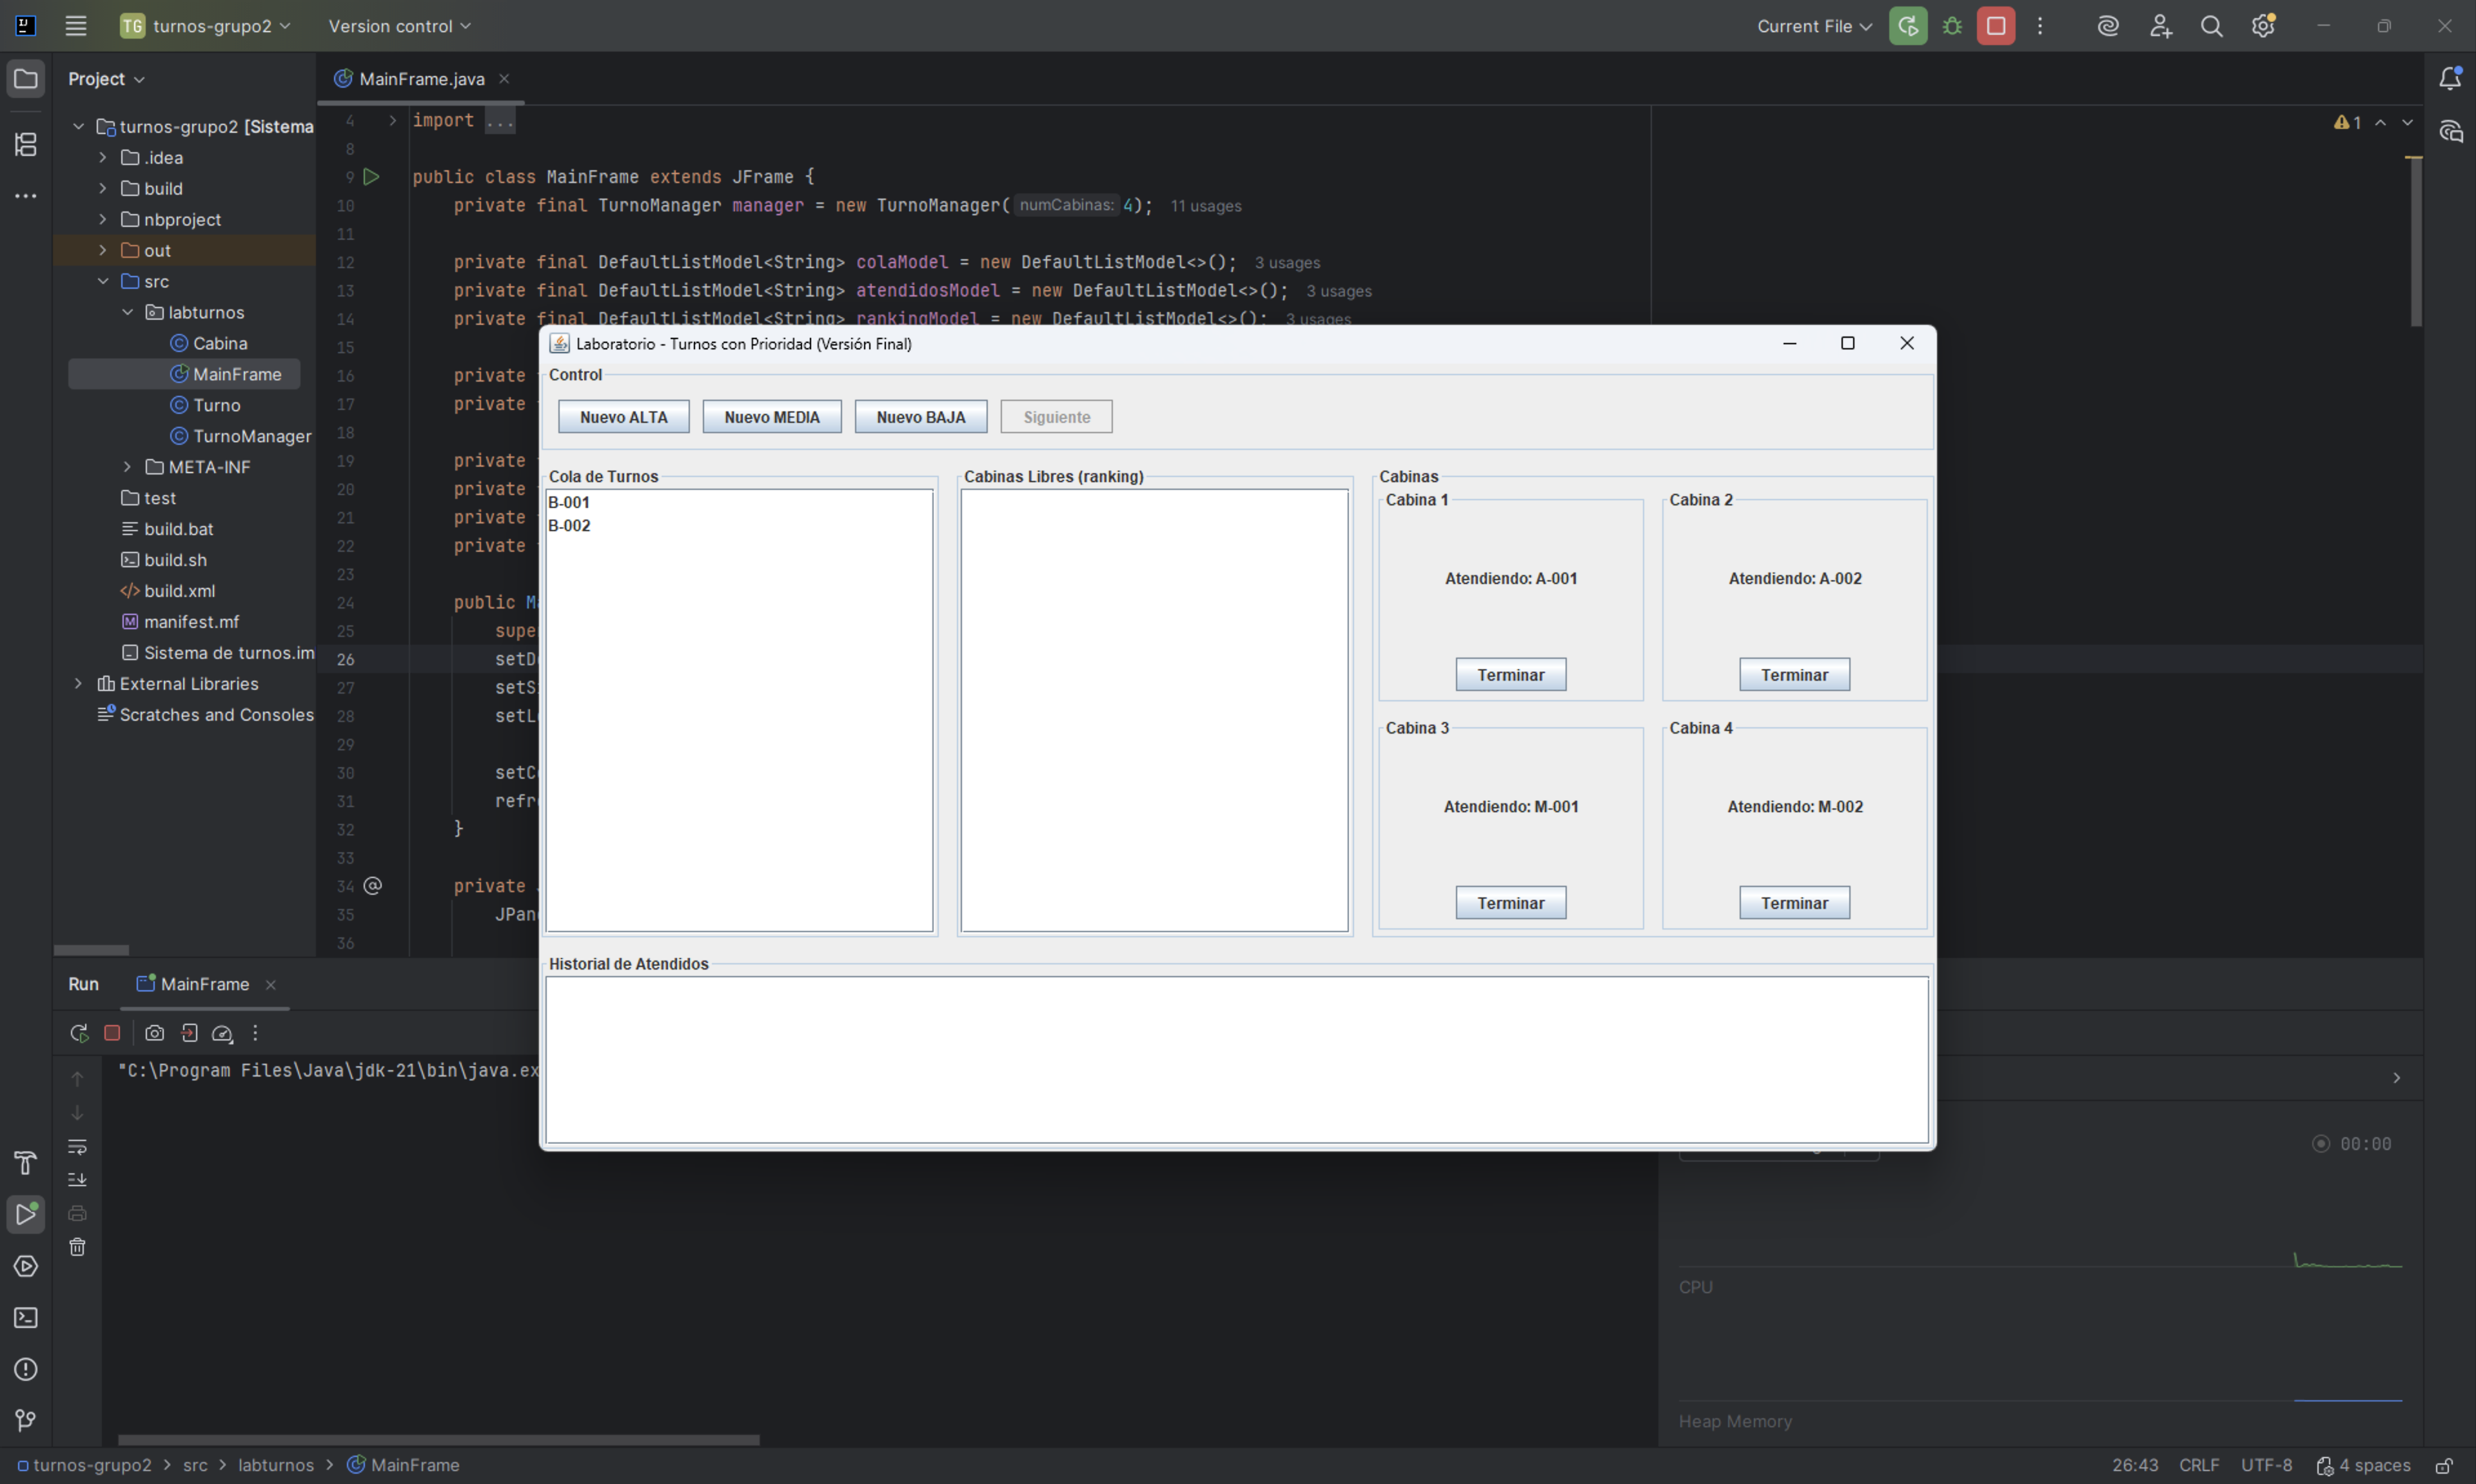 TG turnos-grupo2 Version control Current File
Project
MainFrame.java
turnos-grupo2 [Sistema
.idea
build
nbproject
out
src
labturnos
Cabina
MainFrame
Turno
TurnoManager
META-INF
test
build.bat
build.sh
build.xml
manifest.mf
Sistema de turnos.im
External Libraries
Scratches and Consoles
4 import ...
8
9 public class MainFrame extends JFrame {
10 private final TurnoManager manager = new TurnoManager( numCabinas: 4); 11 usages
11
12 private final DefaultListModel<String> colaModel = new DefaultListModel<>(); 3 usages
13 private final DefaultListModel<String> atendidosModel = new DefaultListModel<>(); 3 usages
14 private final DefaultListModel<String> rankingModel = new DefaultListModel<>(); 3 usages
15
16 private
17 private
18
19 private
20 private
21 private
22 private
23
24 public M
25 supe
26 setD
27 setS
28 setL
29
30 setC
31 refr
32 }
33
34 private
35 JPan
36
1
Laboratorio - Turnos con Prioridad (Versión Final)
Control
Nuevo ALTA Nuevo MEDIA Nuevo BAJA Siguiente
Cola de Turnos
B-001
B-002
Cabinas Libres (ranking)
Cabinas
Cabina 1
Atendiendo: A-001
Terminar
Cabina 2
Atendiendo: A-002
Terminar
Cabina 3
Atendiendo: M-001
Terminar
Cabina 4
Atendiendo: M-002
Terminar
Historial de Atendidos
Run MainFrame
"C:\Program Files\Java\jdk-21\bin\java.ex
00:00
CPU
Heap Memory
turnos-grupo2 > src > labturnos > MainFrame
26:43 CRLF UTF-8 4 spaces